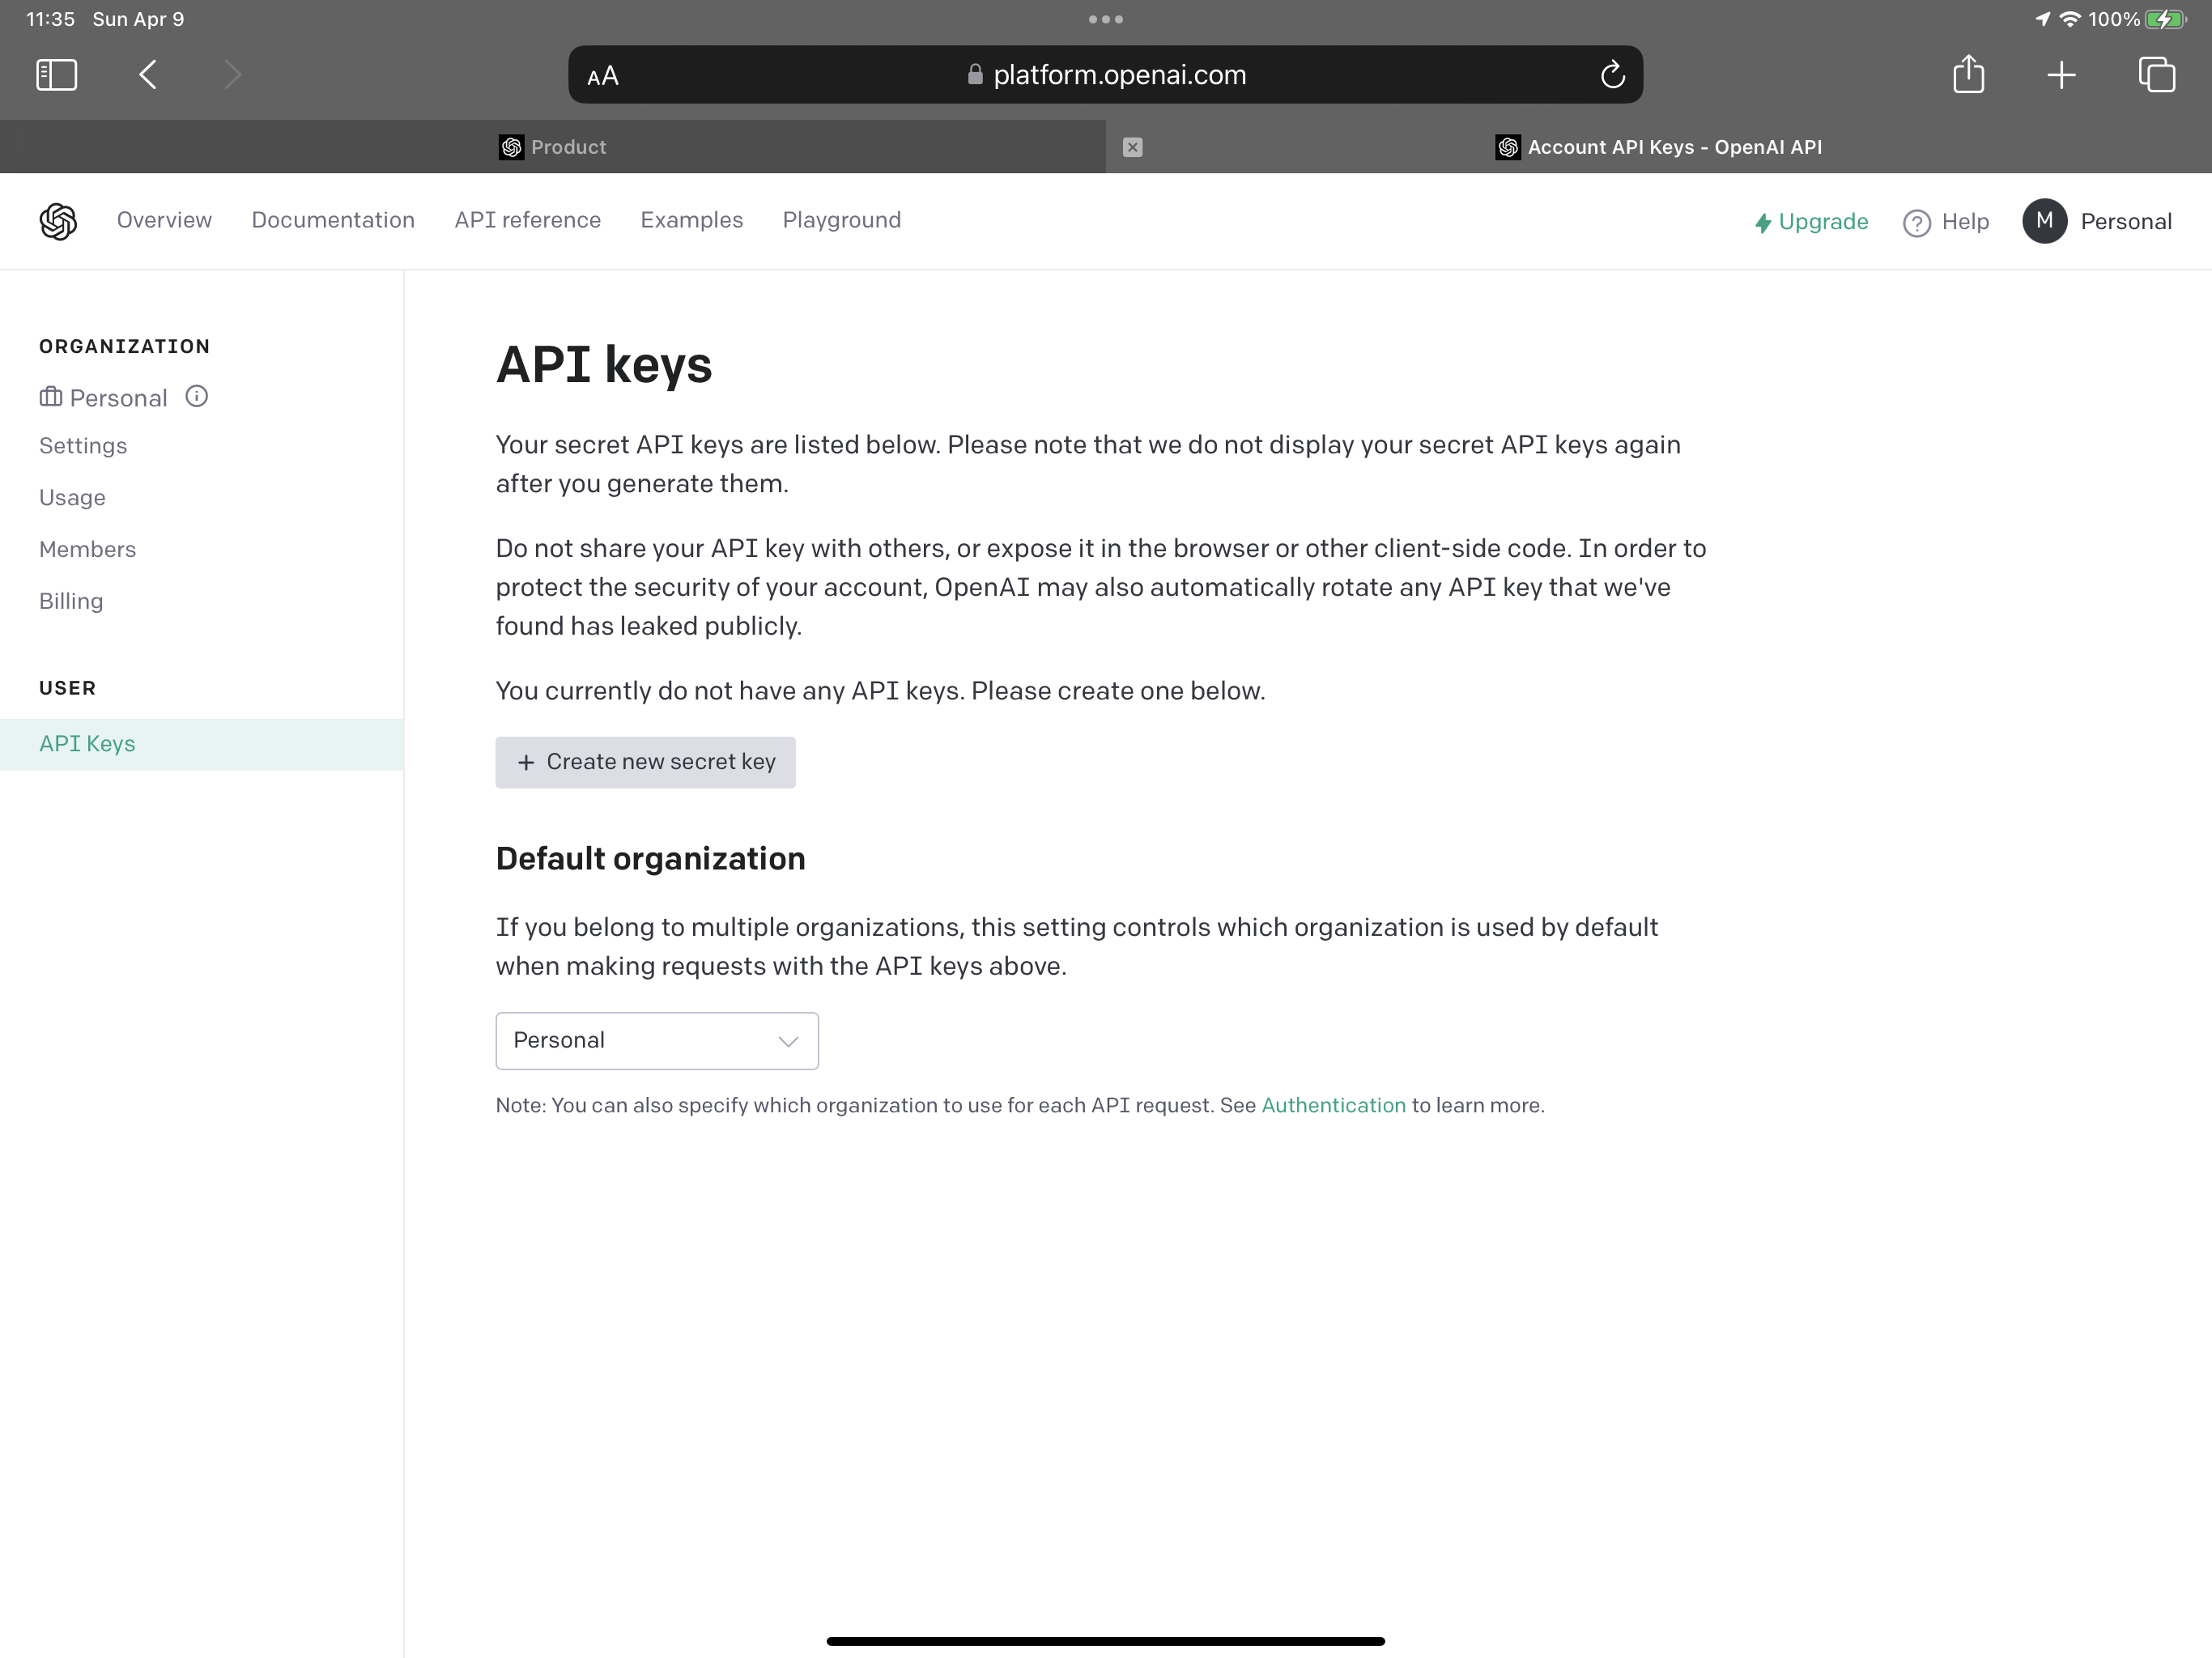 11:35 Sun Apr 9
100%
AA platform.openai.com
Product
Account API Keys - OpenAI API
Overview Documentation API reference Examples Playground
Upgrade Help M Personal
ORGANIZATION
Personal
Settings
Usage
Members
Billing
USER
API Keys
API keys
Your secret API keys are listed below. Please note that we do not display your secret API keys again
after you generate them.
Do not share your API key with others, or expose it in the browser or other client-side code. In order to
protect the security of your account, OpenAI may also automatically rotate any API key that we've
found has leaked publicly.
You currently do not have any API keys. Please create one below.
+ Create new secret key
Default organization
If you belong to multiple organizations, this setting controls which organization is used by default
when making requests with the API keys above.
Personal
Note: You can also specify which organization to use for each API request. See Authentication to learn more.